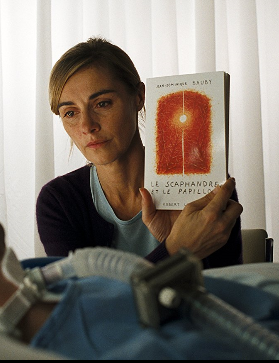 JEAN-DOMINIQUE BAUBY
LE SCAPHANDRE
ET LE PAPILLON